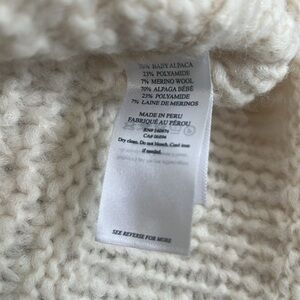 70% BABY ALPACA
23% POLYAMIDE
7% MERINO WOOL
70% ALPAGA BÉBÉ
23% POLYAMIDE
7% LAINE DE MERINOS
MADE IN PERU
FABRIQUÉ AU PÉROU
Dry clean. Do not bleach. Cool iron
if needed.
SEE REVERSE FOR MORE